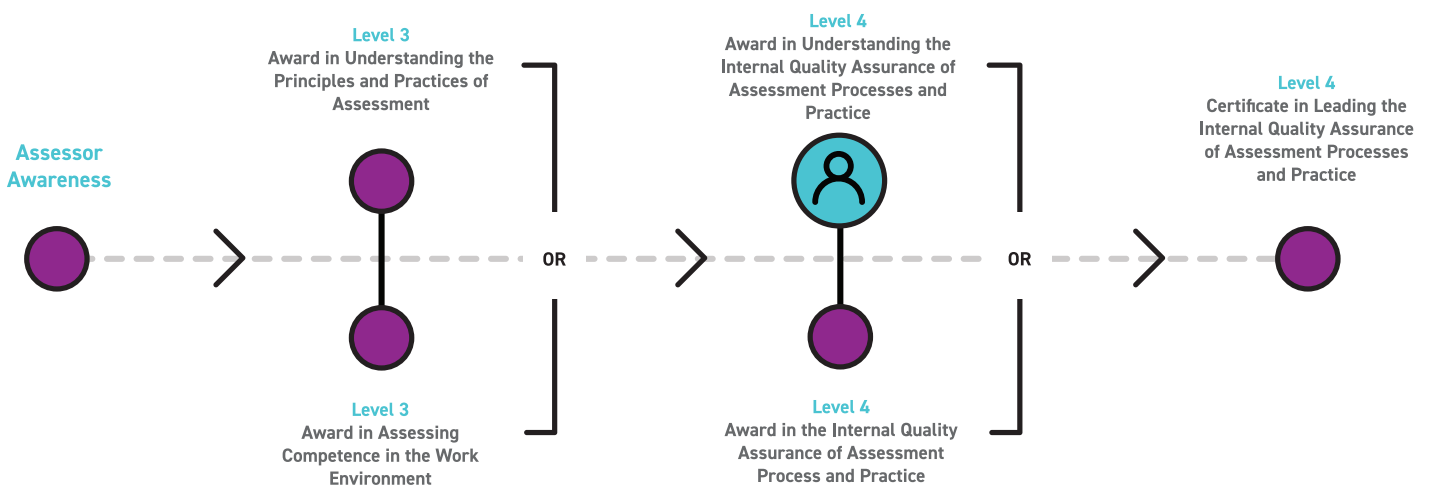 Assessor
Awareness
Level 3
Award in Understanding the
Principles and Practices of
Assessment
Level 3
Award in Assessing
Competence in the Work
Environment
OR
Level 4
Award in Understanding the
Internal Quality Assurance of
Assessment Processes and
Practice
Level 4
Award in the Internal Quality
Assurance of Assessment
Process and Practice
OR
Level 4
Certificate in Leading the
Internal Quality Assurance
of Assessment Processes
and Practice